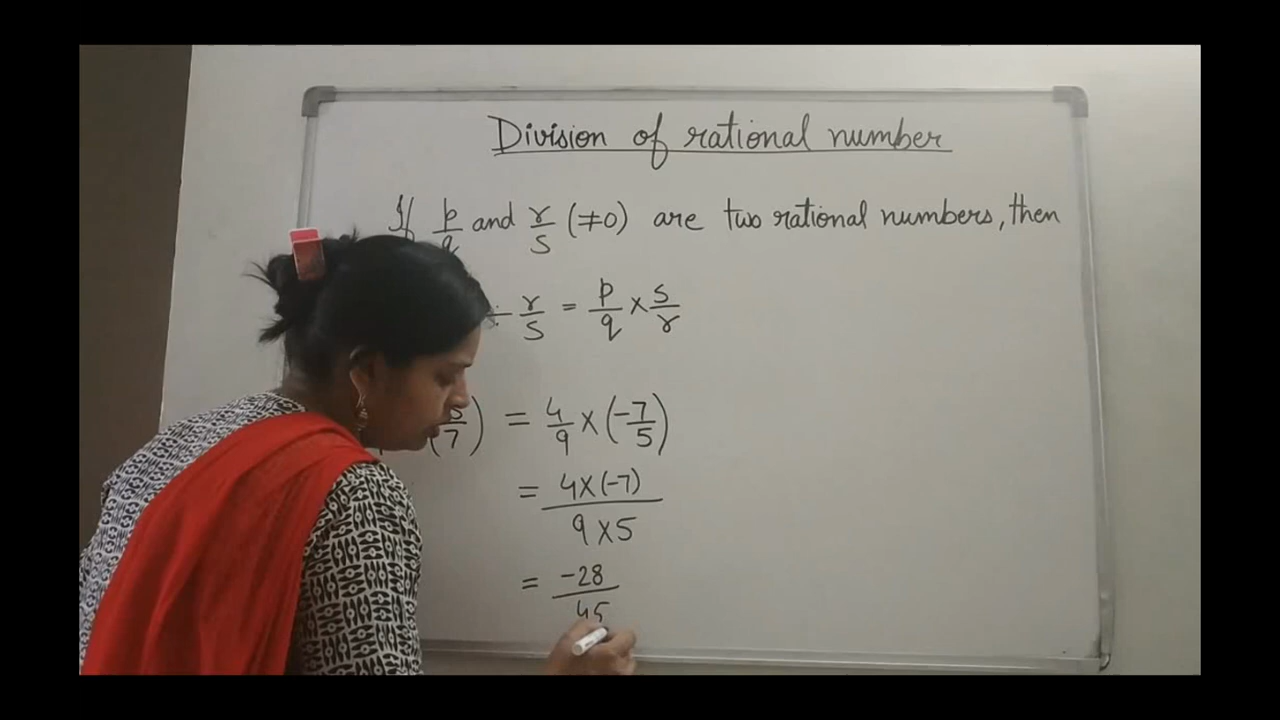 Division of rational number
If p/q and r/s (≠0) are two rational numbers, then
÷ r/s = p/q × s/r
5/7) = 4/9 × (-7/5)
= 4×(-7) / 9×5
= -28/45